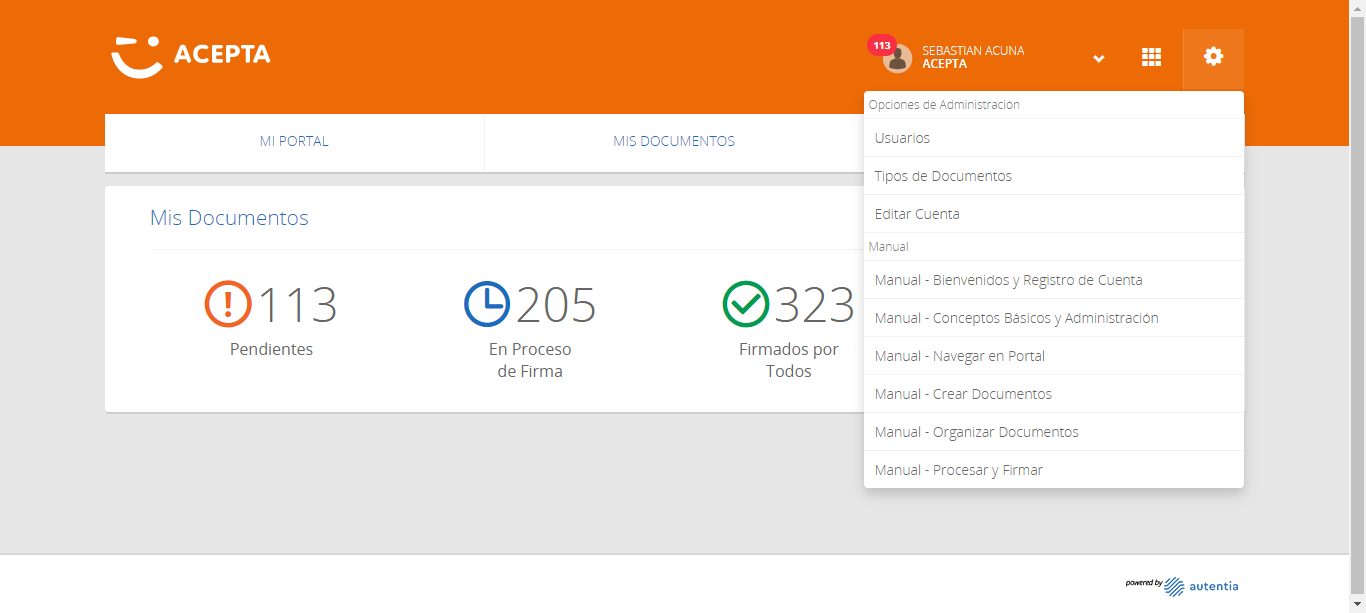 ACEPTA
113
SEBASTIAN ACUNA
ACEPTA
Opciones de Administración
Usuarios
Tipos de Documentos
Editar Cuenta
Manual
Manual - Bienvenidos y Registro de Cuenta
Manual - Conceptos Básicos y Administración
Manual - Navegar en Portal
Manual - Crear Documentos
Manual - Organizar Documentos
Manual - Procesar y Firmar
MI PORTAL
MIS DOCUMENTOS
Mis Documentos
113
Pendientes
205
En Proceso
de Firma
323
Firmados por
Todos
powered by
autentia